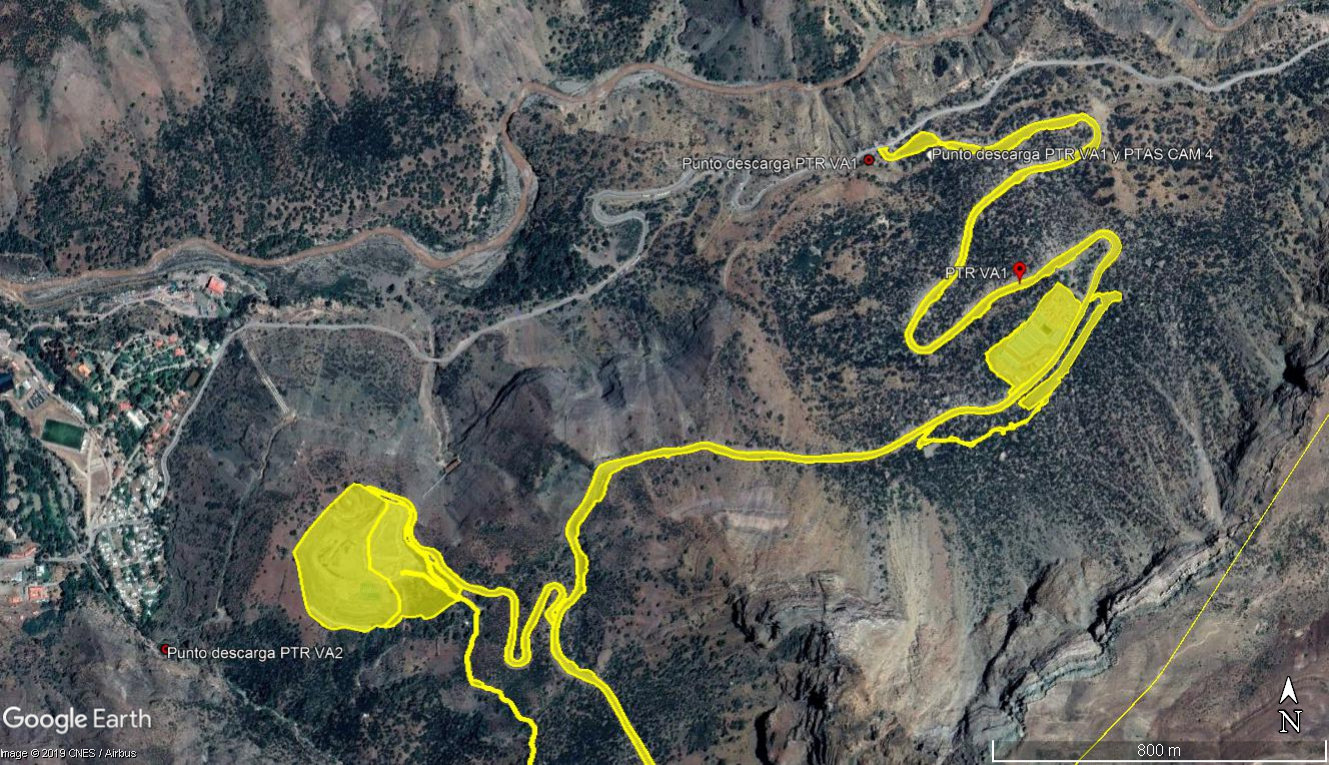 Punto descarga PTR VA1
Punto descarga PTR VA1 y PTAS CAM 4
PTR VA1
Punto descarga PTR VA2
Google Earth
mage © 2019 CNES / Airbus
N
800 m